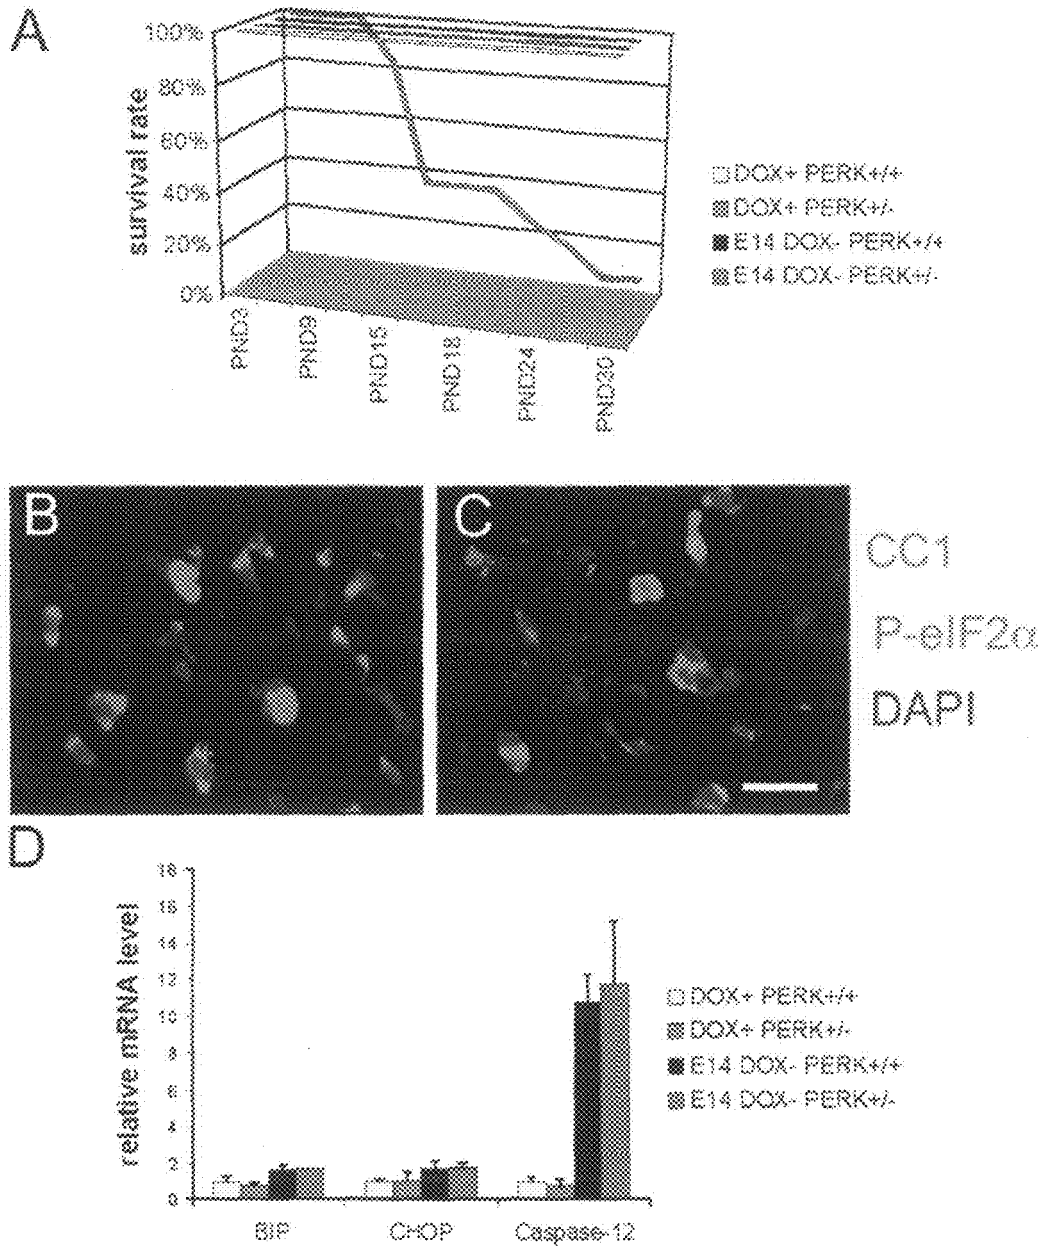 A
100%
80%
60%
40%
20%
0%
survival rate
PND3
PND9
PND15
PND18
PND24
PND30
DOX+ PERK+/+
DOX+ PERK+/-
E14 DOX- PERK+/+
E14 DOX- PERK+/-
B
C
CC1
P-eIF2α
DAPI
D
18
16
14
12
10
8
6
4
2
0
relative mRNA level
BIP
CHOP
Caspase-12
DOX+ PERK+/+
DOX+ PERK+/-
E14 DOX- PERK+/+
E14 DOX- PERK+/-